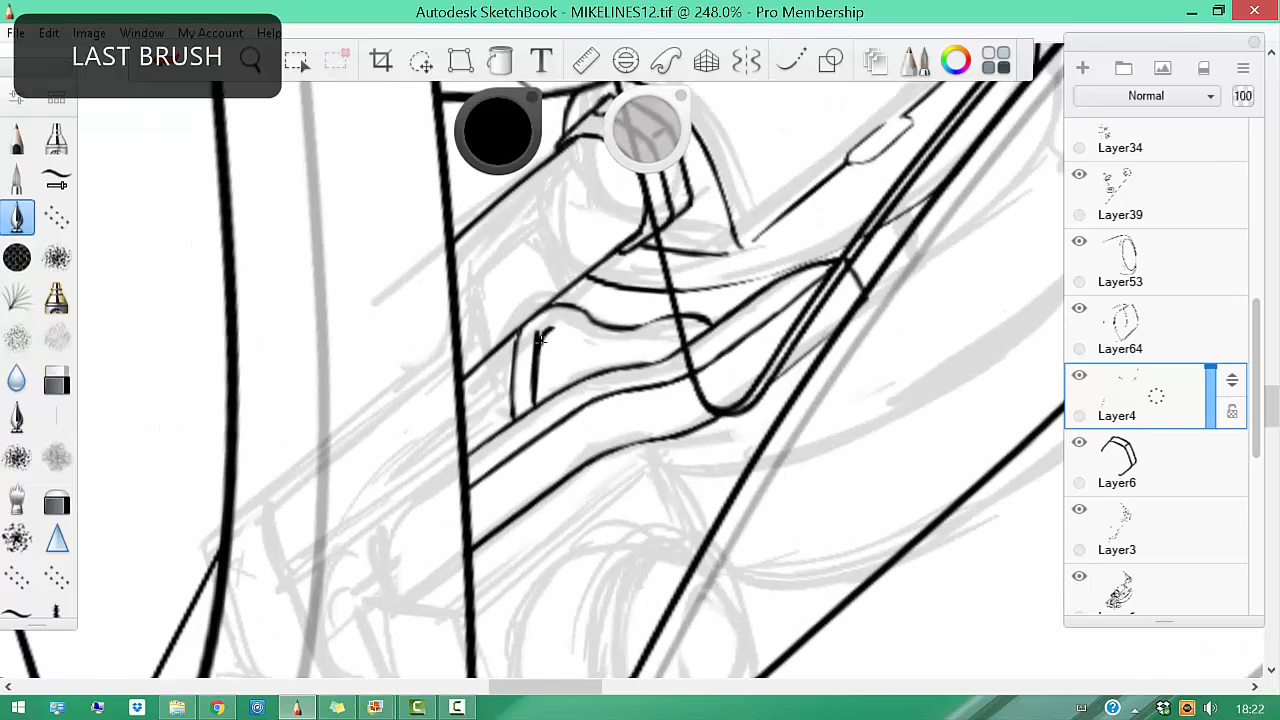 Autodesk SketchBook - MIKELINES12.tif @ 248.0% - Pro Membership
File Edit Image Window My Account Help
LAST BRUSH
T
Normal
100
Layer34
Layer39
Layer53
Layer64
Layer4
Layer6
Layer3
18:22